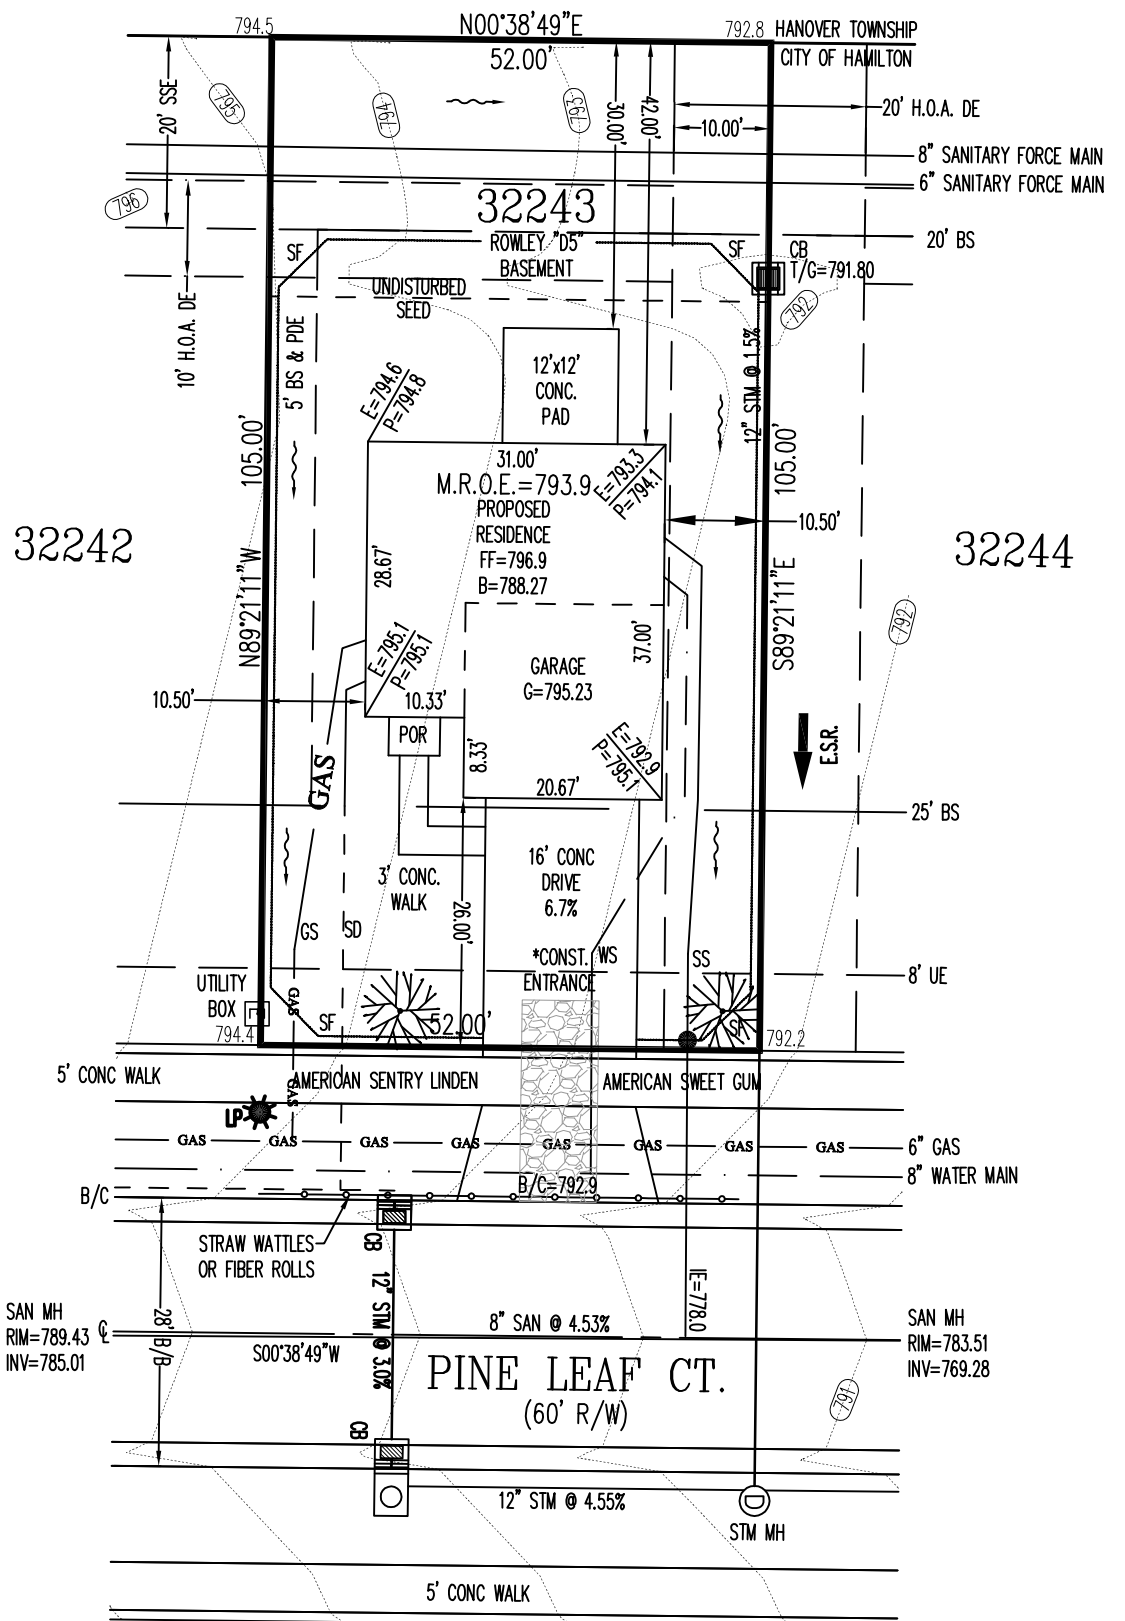 794.5
N00°38'49"E
792.8
HANOVER TOWNSHIP
52.00'
CITY OF HAMILTON
20' SSE
795
794
793
30.00'
42.00'
20' H.O.A. DE
10.00'
8" SANITARY FORCE MAIN
6" SANITARY FORCE MAIN
796
32243
20' BS
SF
ROWLEY "D5"
BASEMENT
SF
CB
T/G=791.80
UNDISTURBED
SEED
792
10' H.O.A. DE
5' BS & PDE
12" STM @ 1.5%
12'x12'
CONC.
PAD
E=794.6
P=794.8
105.00'
31.00'
M.R.O.E.=793.9
E=793.3
P=794.1
105.00'
PROPOSED
RESIDENCE
FF=796.9
B=788.27
10.50'
32242
32244
28.67'
N89°21'11"W
S89°21'11"E
792
E=795.1
P=795.1
37.00'
GARAGE
G=795.23
10.50'
10.33'
POR
8.33'
E=792.9
P=795.1
E.S.R.
GAS
20.67'
25' BS
16' CONC
DRIVE
6.7%
3' CONC.
WALK
26.00'
GS
SD
*CONST.
ENTRANCE
WS
SS
8' UE
UTILITY
BOX
E
GAS
SF
52.00'
SF
794.4
792.2
5' CONC WALK
AMERICAN SENTRY LINDEN
AMERICAN SWEET GUM
GAS
LP
GAS GAS GAS GAS GAS GAS GAS GAS
6" GAS
8" WATER MAIN
B/C
B/C=792.9
STRAW WATTLES
OR FIBER ROLLS
CB
12" STM @ 3.0%
IE=778.0
SAN MH
RIM=789.43
INV=785.01
28' B/B
8" SAN @ 4.53%
S00°38'49"W
SAN MH
RIM=783.51
INV=769.28
PINE LEAF CT.
(60' R/W)
791
CB
12" STM @ 4.55%
D
STM MH
5' CONC WALK